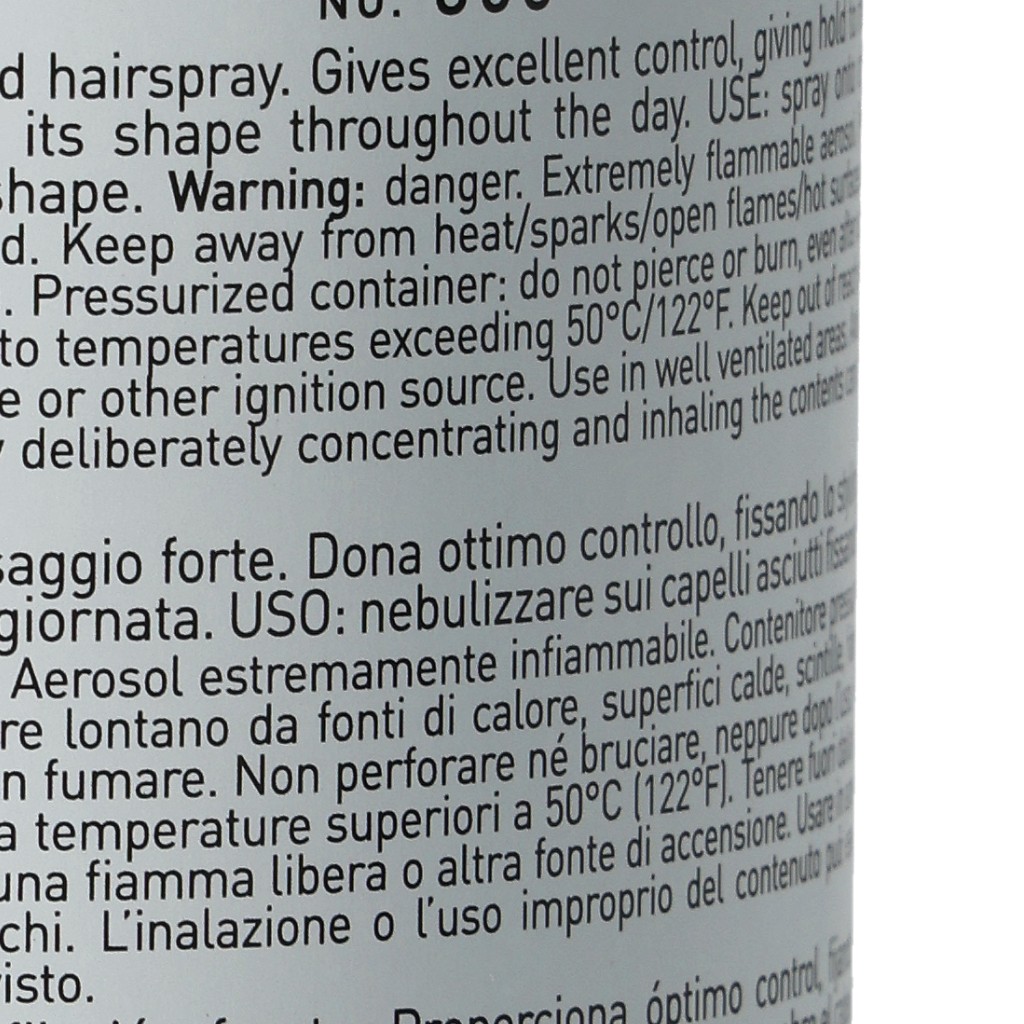 NO.
hairspray. Gives excellent control, giving hold
its shape throughout the day. USE: spray onto
shape. Warning: danger. Extremely flammable
Keep away from heat/sparks/open flames/hot
. Pressurized container: do not pierce or burn, even after
to temperatures exceeding 50°C/122°F. Keep out of
or other ignition source. Use in well ventilated areas.
deliberately concentrating and inhaling the contents
forte. Dona ottimo controllo, fissando lo
giornata. USO: nebulizzare sui capelli asciutti
Aerosol estremamente infiammabile. Contenitore
lontano da fonti di calore, superfici calde, scintille,
fumare. Non perforare né bruciare, neppure dopo l'uso
a temperature superiori a 50°C (122°F). Tenere fuori
una fiamma libera o altra fonte di accensione. Usare
L'inalazione o l'uso improprio del contenuto può
Proporciona óptimo control,